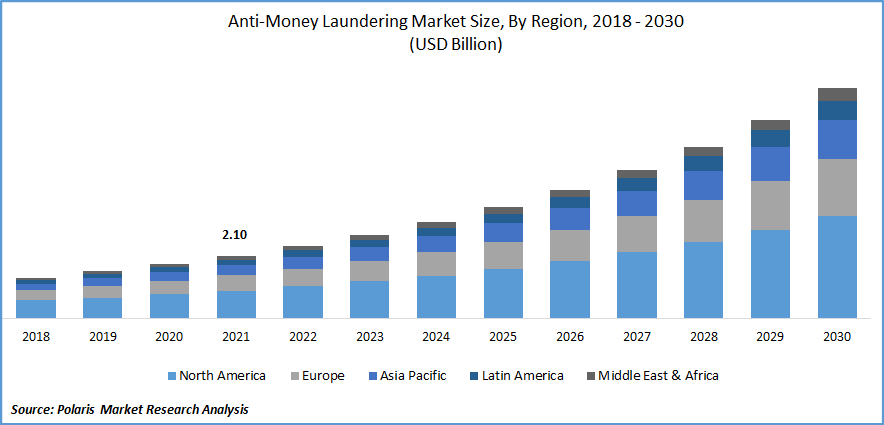 Anti-Money Laundering Market Size, By Region, 2018 - 2030
(USD Billion)
2.10
2018 2019 2020 2021 2022 2023 2024 2025 2026 2027 2028 2029 2030
North America Europe Asia Pacific Latin America Middle East & Africa
Source: Polaris Market Research Analysis